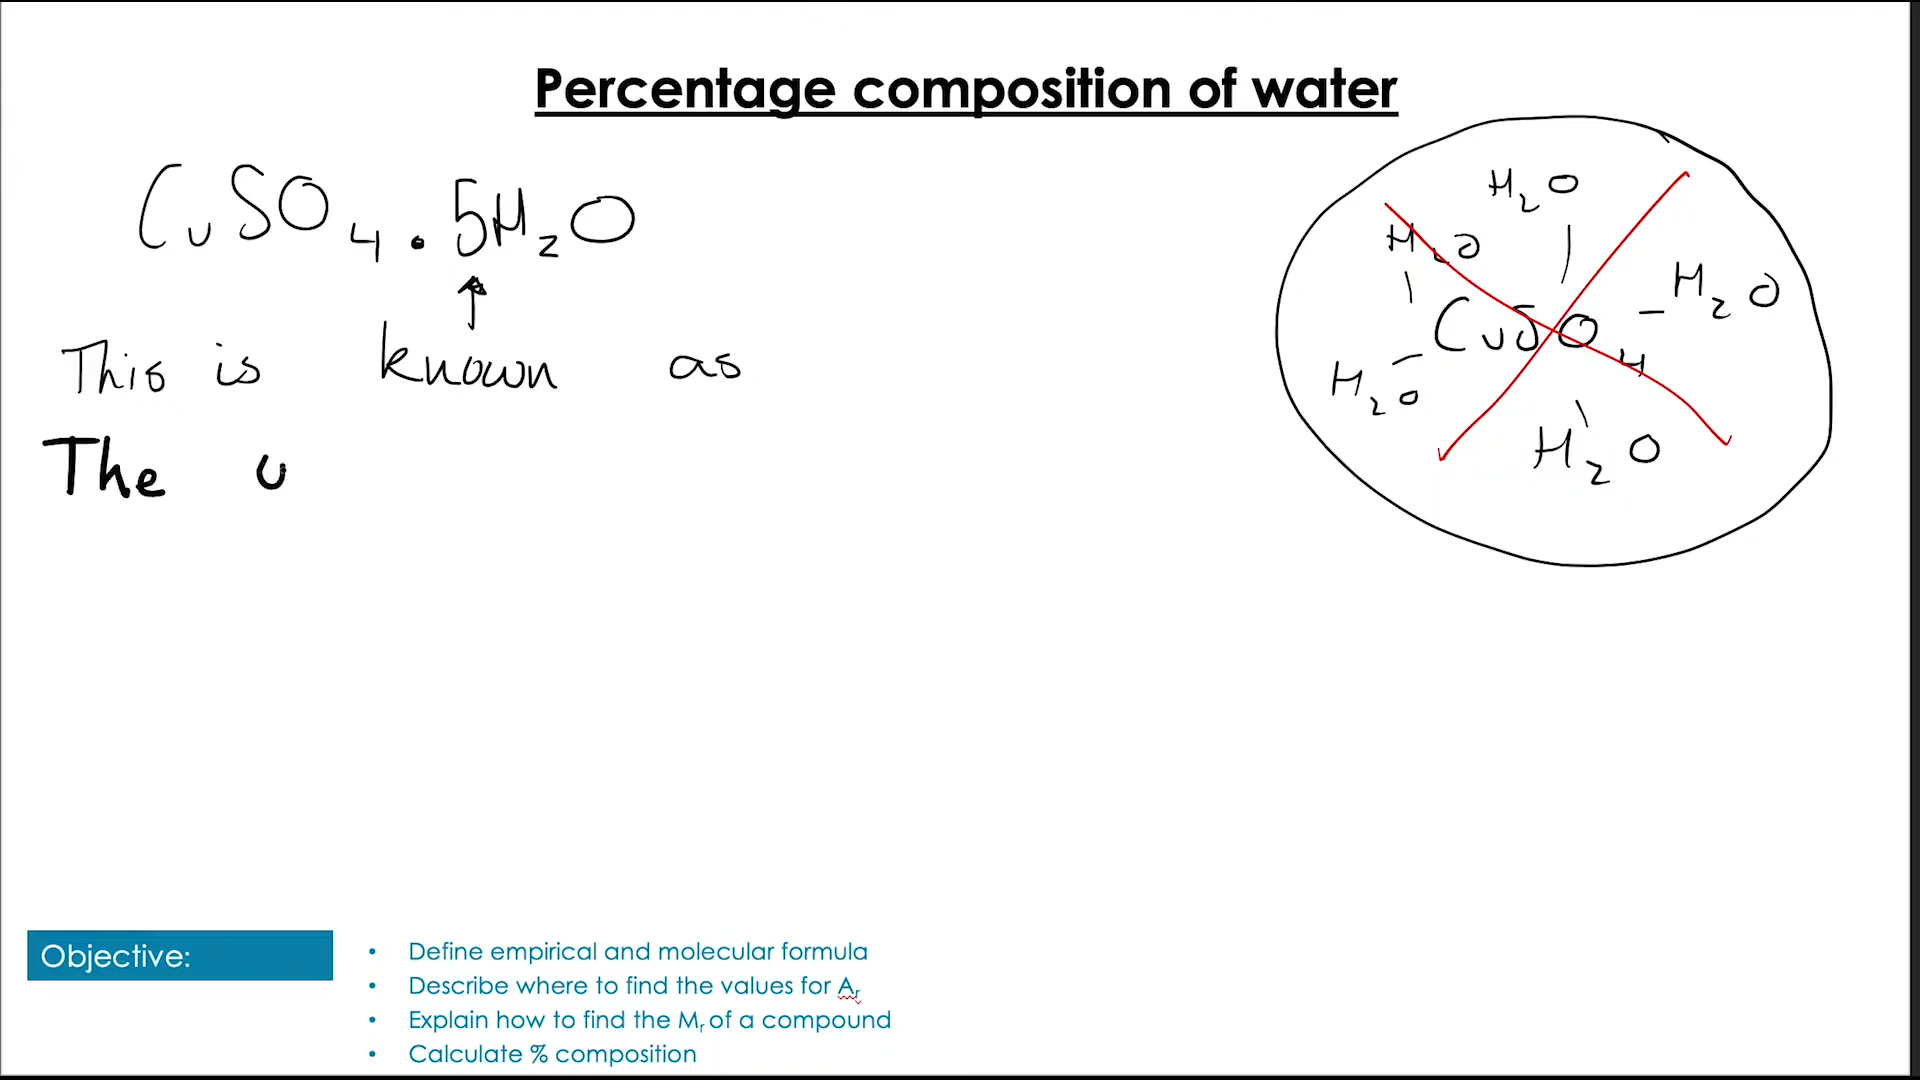 Percentage composition of water
CuSO₄ . 5H₂O
This is known as
The
H₂O
H₂O
H₂O
CuSO₄
H₂O
H₂O
Objective:
• Define empirical and molecular formula
• Describe where to find the values for Aᵣ
• Explain how to find the Mᵣ of a compound
• Calculate % composition